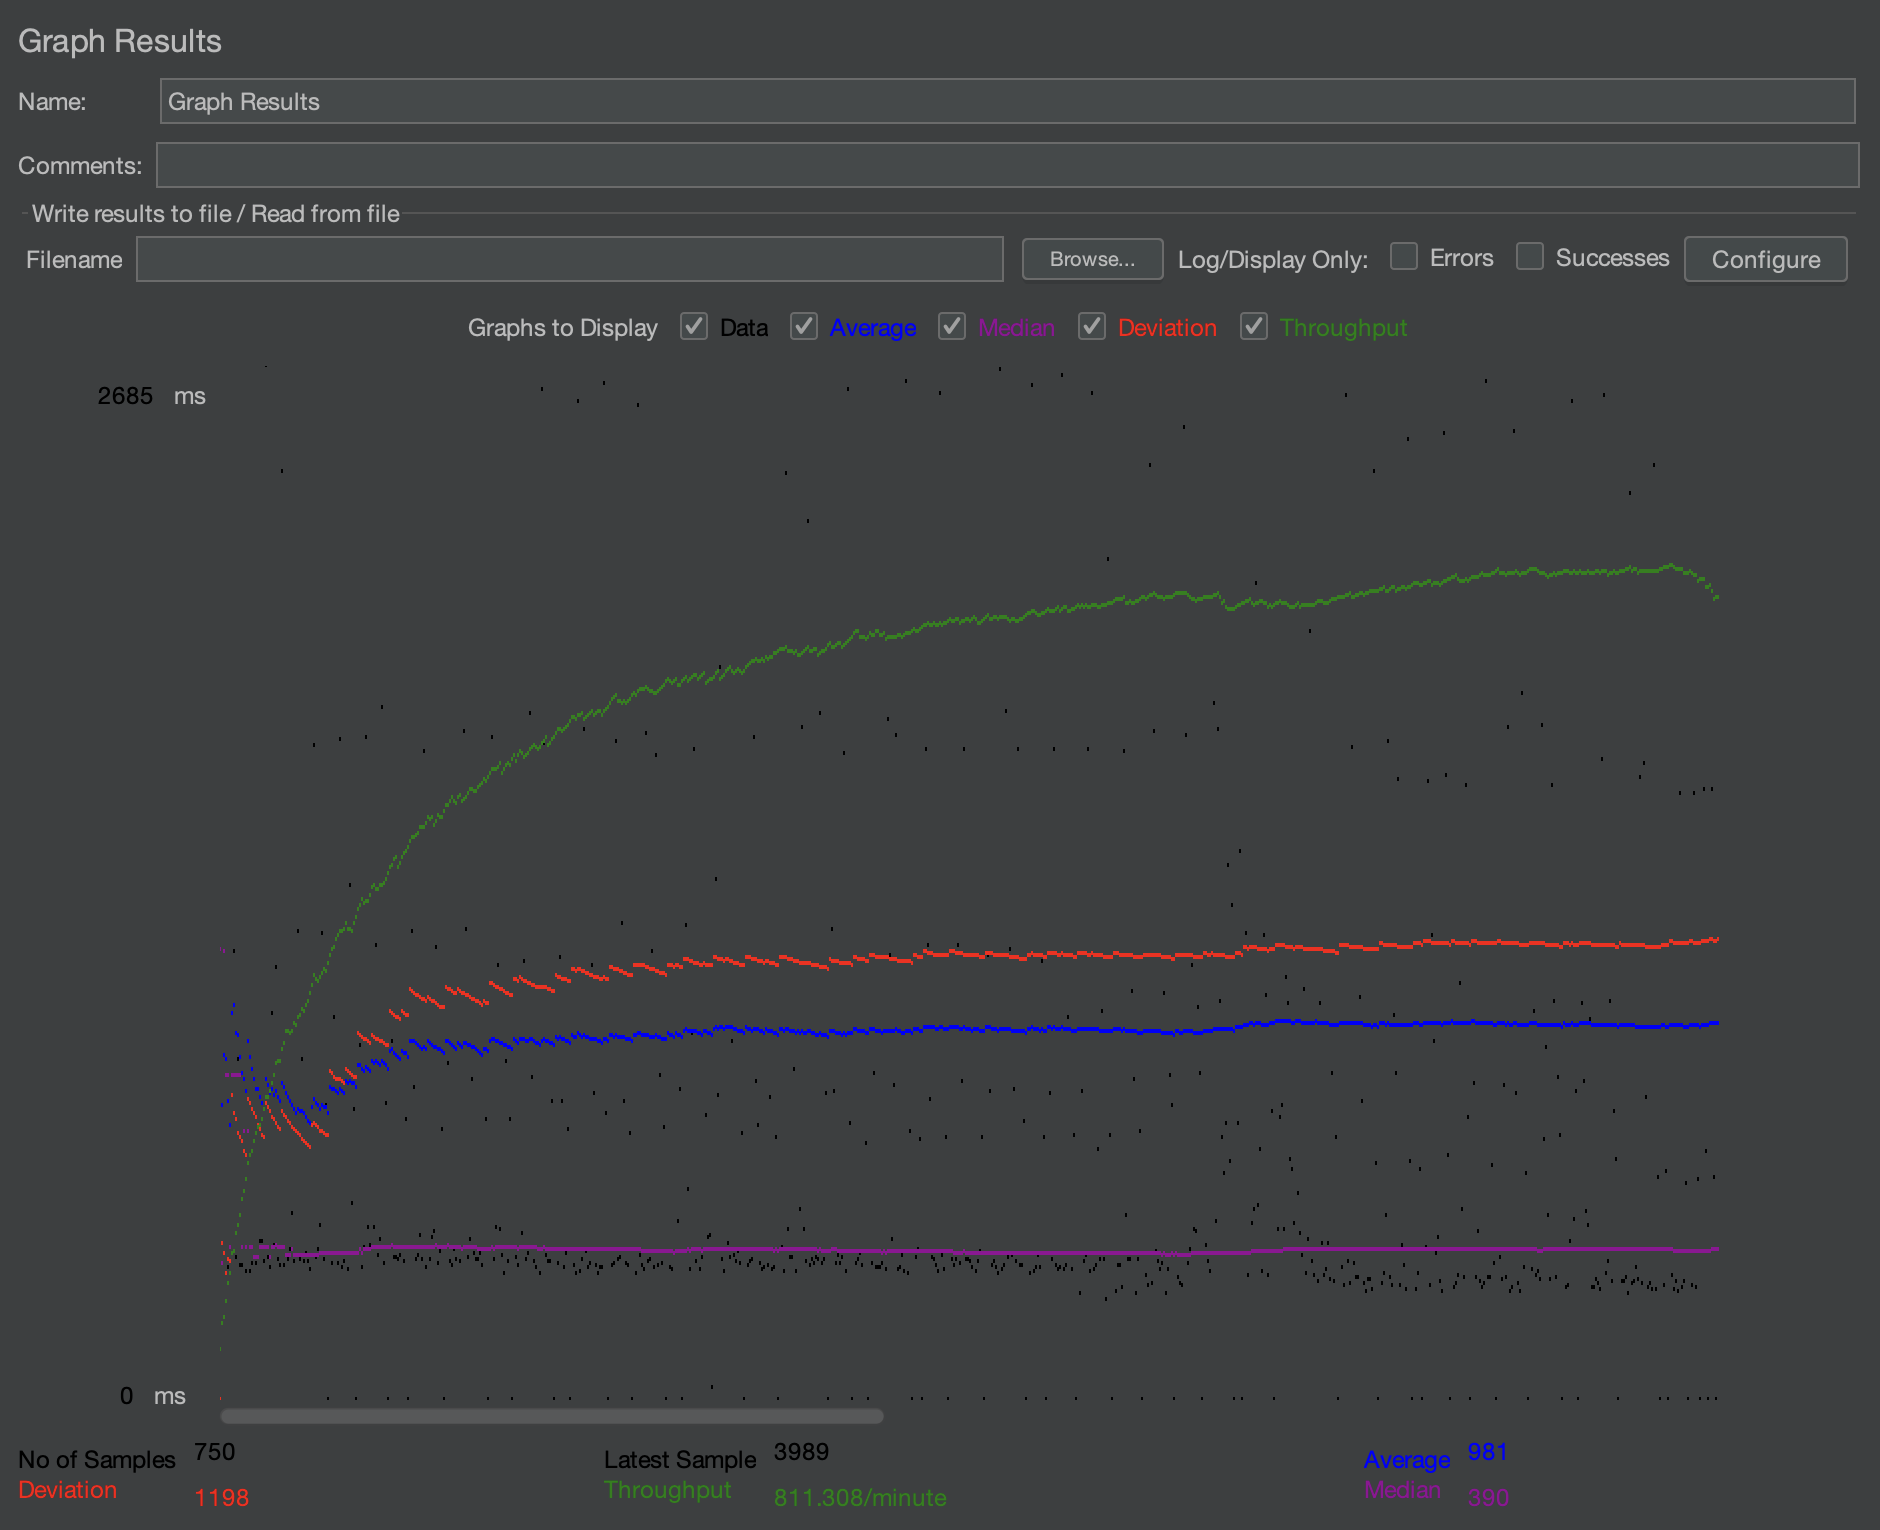 Graph Results
Name: Graph Results
Comments:
Write results to file / Read from file
Filename Browse... Log/Display Only: Errors Successes Configure
Graphs to Display Data Average Median Deviation Throughput
2685 ms
0 ms
No of Samples 750 Latest Sample 3989 Average 981
Deviation 1198 Throughput 811.308/minute Median 390